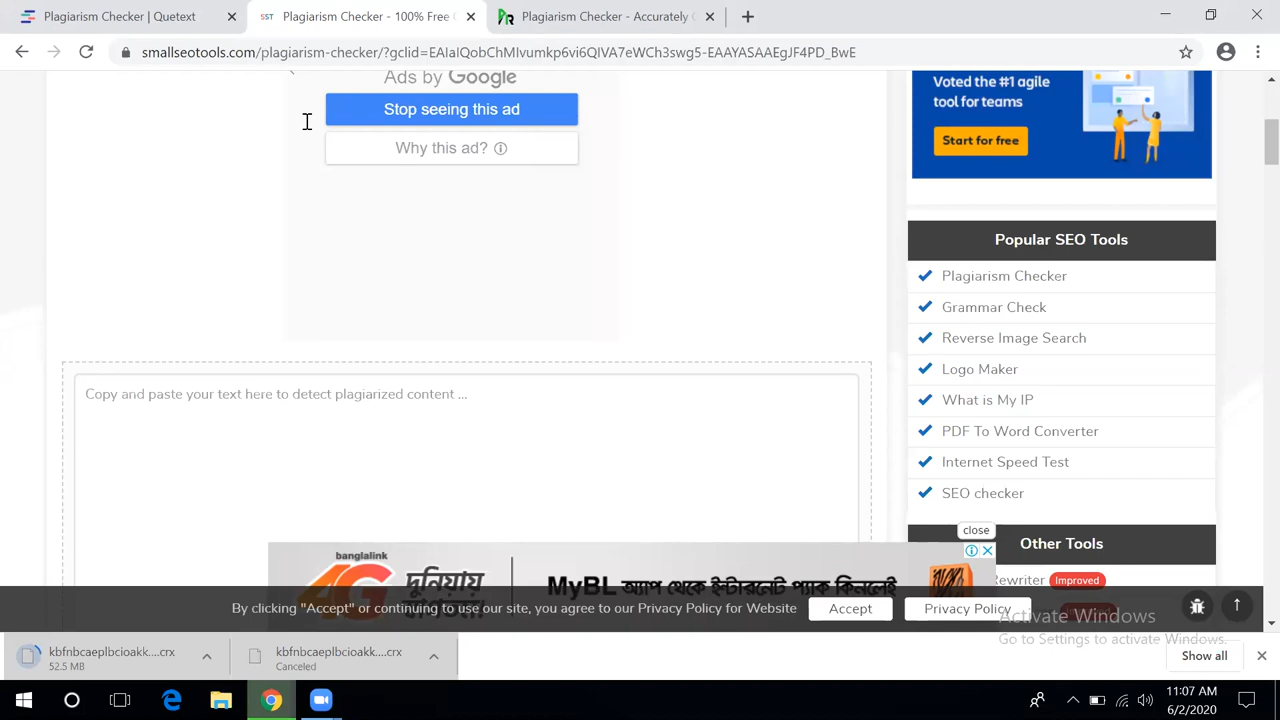 Plagiarism Checker | Quetext
SST Plagiarism Checker - 100% Free
PR Plagiarism Checker - Accurately
smallseotools.com/plagiarism-checker/?gclid=EAIaIQobChMIvumkp6vi6QIVA7eWCh3swg5-EAAYASAAEgJF4PD_BwE
Ads by Google
Stop seeing this ad
Why this ad?
Voted the #1 agile
tool for teams
Start for free
Popular SEO Tools
Plagiarism Checker
Grammar Check
Reverse Image Search
Logo Maker
What is My IP
PDF To Word Converter
Internet Speed Test
SEO checker
Other Tools
Rewriter Improved
Copy and paste your text here to detect plagiarized content ...
close
banglalink
4G দুনিয়ায়
MyBL অ্যাপ থেকে ইন্টারনেট প্যাক কিনলেই
By clicking "Accept" or continuing to use our site, you agree to our Privacy Policy for Website
Accept
Privacy Policy
Activate Windows
Go to Settings to activate Windows.
kbfnbcaeplbcioakk....crx
52.5 MB
kbfnbcaeplbcioakk....crx
Canceled
Show all
11:07 AM
6/2/2020